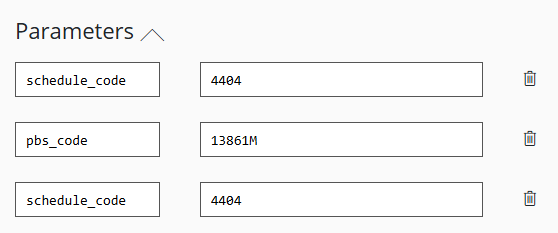 Parameters
schedule_code 4404
pbs_code 13861M
schedule_code 4404